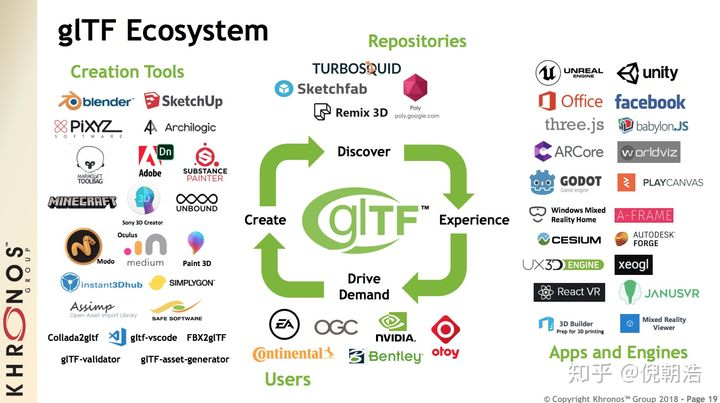 glTF Ecosystem
Creation Tools
blender
SketchUp
PiXYZ
SOFTWARE
Archilogic
MARMOSET
TOOLBAG
Dn
Adobe
SUBSTANCE
PAINTER
MINECRAFT
3D
Sony 3D Creator
UNBOUND
Modo
Oculus
medium
Paint 3D
instant3Dhub
SIMPLYGON
Assimp
Open Asset Import Library
SAFE SOFTWARE
Collada2gltf
gltf-vscode
FBX2glTF
glTF-validator
glTF-asset-generator
Repositories
TURBOSQUID
Sketchfab
Remix 3D
Poly
poly.google.com
Discover
Create
glTF™
Experience
Drive
Demand
EA
OGC
NVIDIA.
otoy
Continental
Bentley
Users
UNREAL
ENGINE
unity
Office
facebook
three.js
babylon.JS
ARCore
worldviz
GODOT
Game engine
PLAYCANVAS
Windows Mixed
Reality Home
A-FRAME
CESIUM
AUTODESK
FORGE
UX3D ENGINE
xeogl
React VR
JANUSVR
3D Builder
Prep for 3D printing
Mixed Reality
Viewer
Apps and Engines
知乎 @倪朝浩
KHRONOS™
GROUP
© Copyright Khronos™ Group 2018 - Page 19